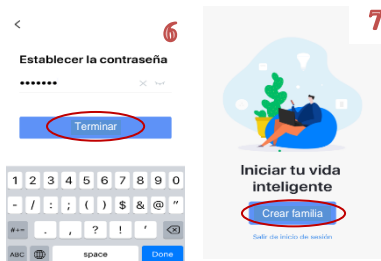 6
Establecer la contraseña
•••••••
Terminar
1 2 3 4 5 6 7 8 9 0
- / : ; ( ) $ & @ "
#+= . , ? ! '
ABC space Done
7
Iniciar tu vida
inteligente
Crear familia
Salir de inicio de sesión